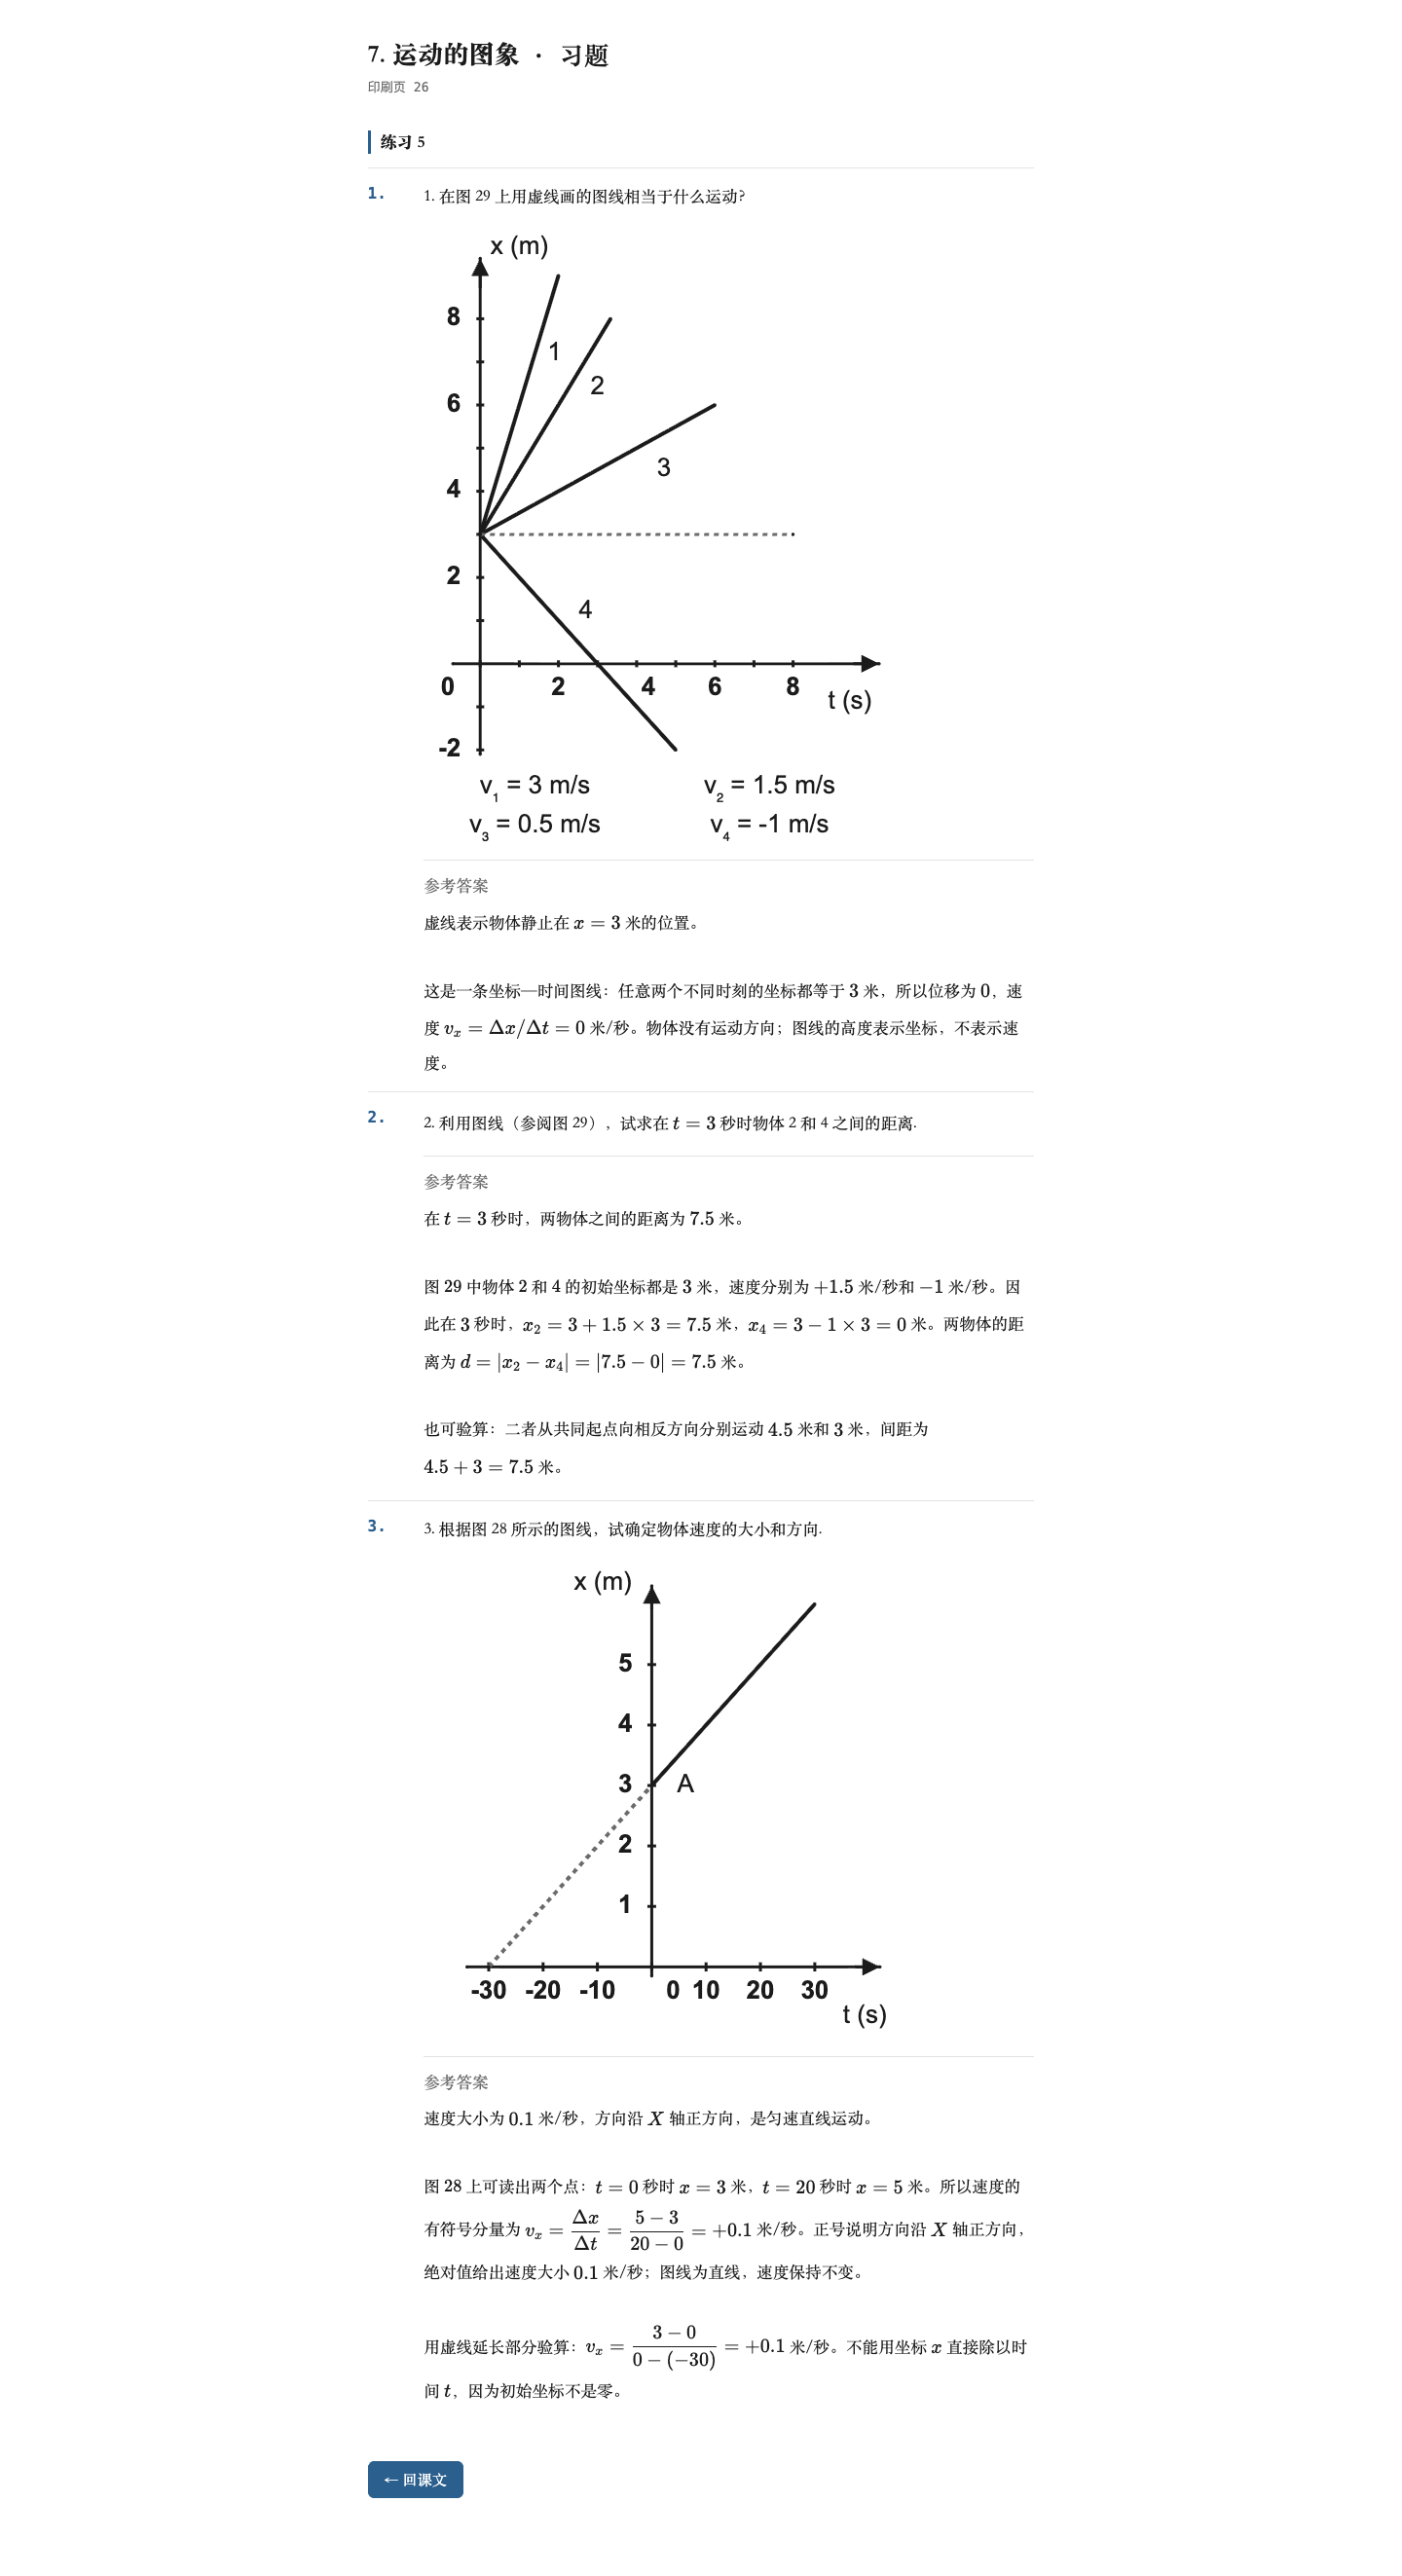 7. 运动的图象 · 习题
印刷页 26
练习 5
1.
1. 在图 29 上用虚线画的图线相当于什么运动?
x (m)
8
1
2
6
3
4
2
4
0
2
4
6
8
t (s)
-2
v₁ = 3 m/s
v₂ = 1.5 m/s
v₃ = 0.5 m/s
v₄ = -1 m/s
参考答案
虚线表示物体静止在 x = 3 米的位置。
这是一条坐标—时间图线：任意两个不同时刻的坐标都等于 3 米，所以位移为 0，速
度 vₓ = Δx/Δt = 0 米/秒。物体没有运动方向；图线的高度表示坐标，不表示速
度。
2.
2. 利用图线（参阅图 29），试求在 t = 3 秒时物体 2 和 4 之间的距离.
参考答案
在 t = 3 秒时，两物体之间的距离为 7.5 米。
图 29 中物体 2 和 4 的初始坐标都是 3 米，速度分别为 +1.5 米/秒和 −1 米/秒。因
此在 3 秒时，x₂ = 3 + 1.5 × 3 = 7.5 米，x₄ = 3 − 1 × 3 = 0 米。两物体的距
离为 d = |x₂ − x₄| = |7.5 − 0| = 7.5 米。
也可验算：二者从共同起点向相反方向分别运动 4.5 米和 3 米，间距为
4.5 + 3 = 7.5 米。
3.
3. 根据图 28 所示的图线，试确定物体速度的大小和方向.
x (m)
5
4
3
A
2
1
-30 -20 -10 0 10 20 30
t (s)
参考答案
速度大小为 0.1 米/秒，方向沿 X 轴正方向，是匀速直线运动。
图 28 上可读出两个点：t = 0 秒时 x = 3 米，t = 20 秒时 x = 5 米。所以速度的
有符号分量为 vₓ = Δx/Δt = (5 − 3)/(20 − 0) = +0.1 米/秒。正号说明方向沿 X 轴正方向，
绝对值给出速度大小 0.1 米/秒；图线为直线，速度保持不变。
用虚线延长部分验算：vₓ = (3 − 0)/(0 − (−30)) = +0.1 米/秒。不能用坐标 x 直接除以时
间 t，因为初始坐标不是零。
← 回课文